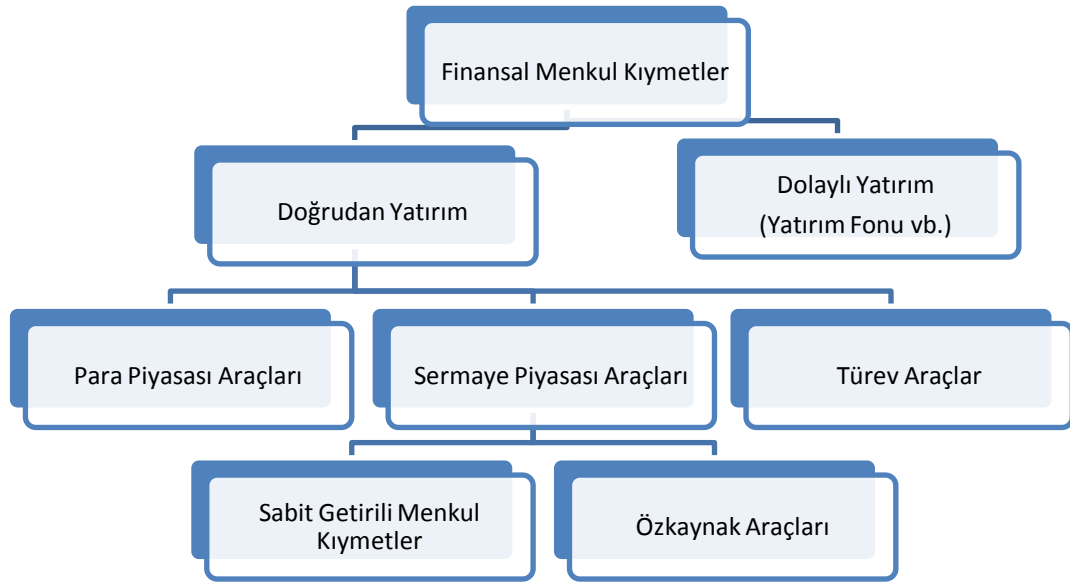 Finansal Menkul Kıymetler
Doğrudan Yatırım
Dolaylı Yatırım
(Yatırım Fonu vb.)
Para Piyasası Araçları
Sermaye Piyasası Araçları
Türev Araçlar
Sabit Getirili Menkul
Kıymetler
Özkaynak Araçları